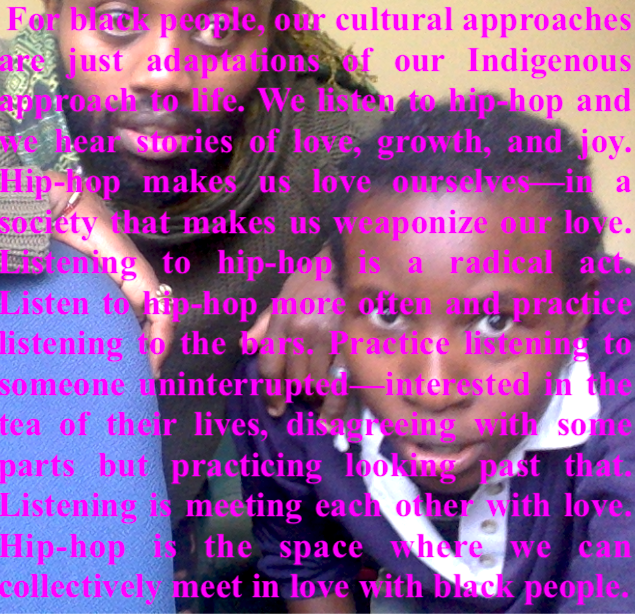 For black people, our cultural approaches
are just adaptations of our Indigenous
approach to life. We listen to hip-hop and
we hear stories of love, growth, and joy.
Hip-hop makes us love ourselves—in a
society that makes us weaponize our love.
Listening to hip-hop is a radical act.
Listen to hip-hop more often and practice
listening to the bars. Practice listening to
someone uninterrupted—interested in the
tea of their lives, disagreeing with some
parts but practicing looking past that.
Listening is meeting each other with love.
Hip-hop is the space where we can
collectively meet in love with black people.